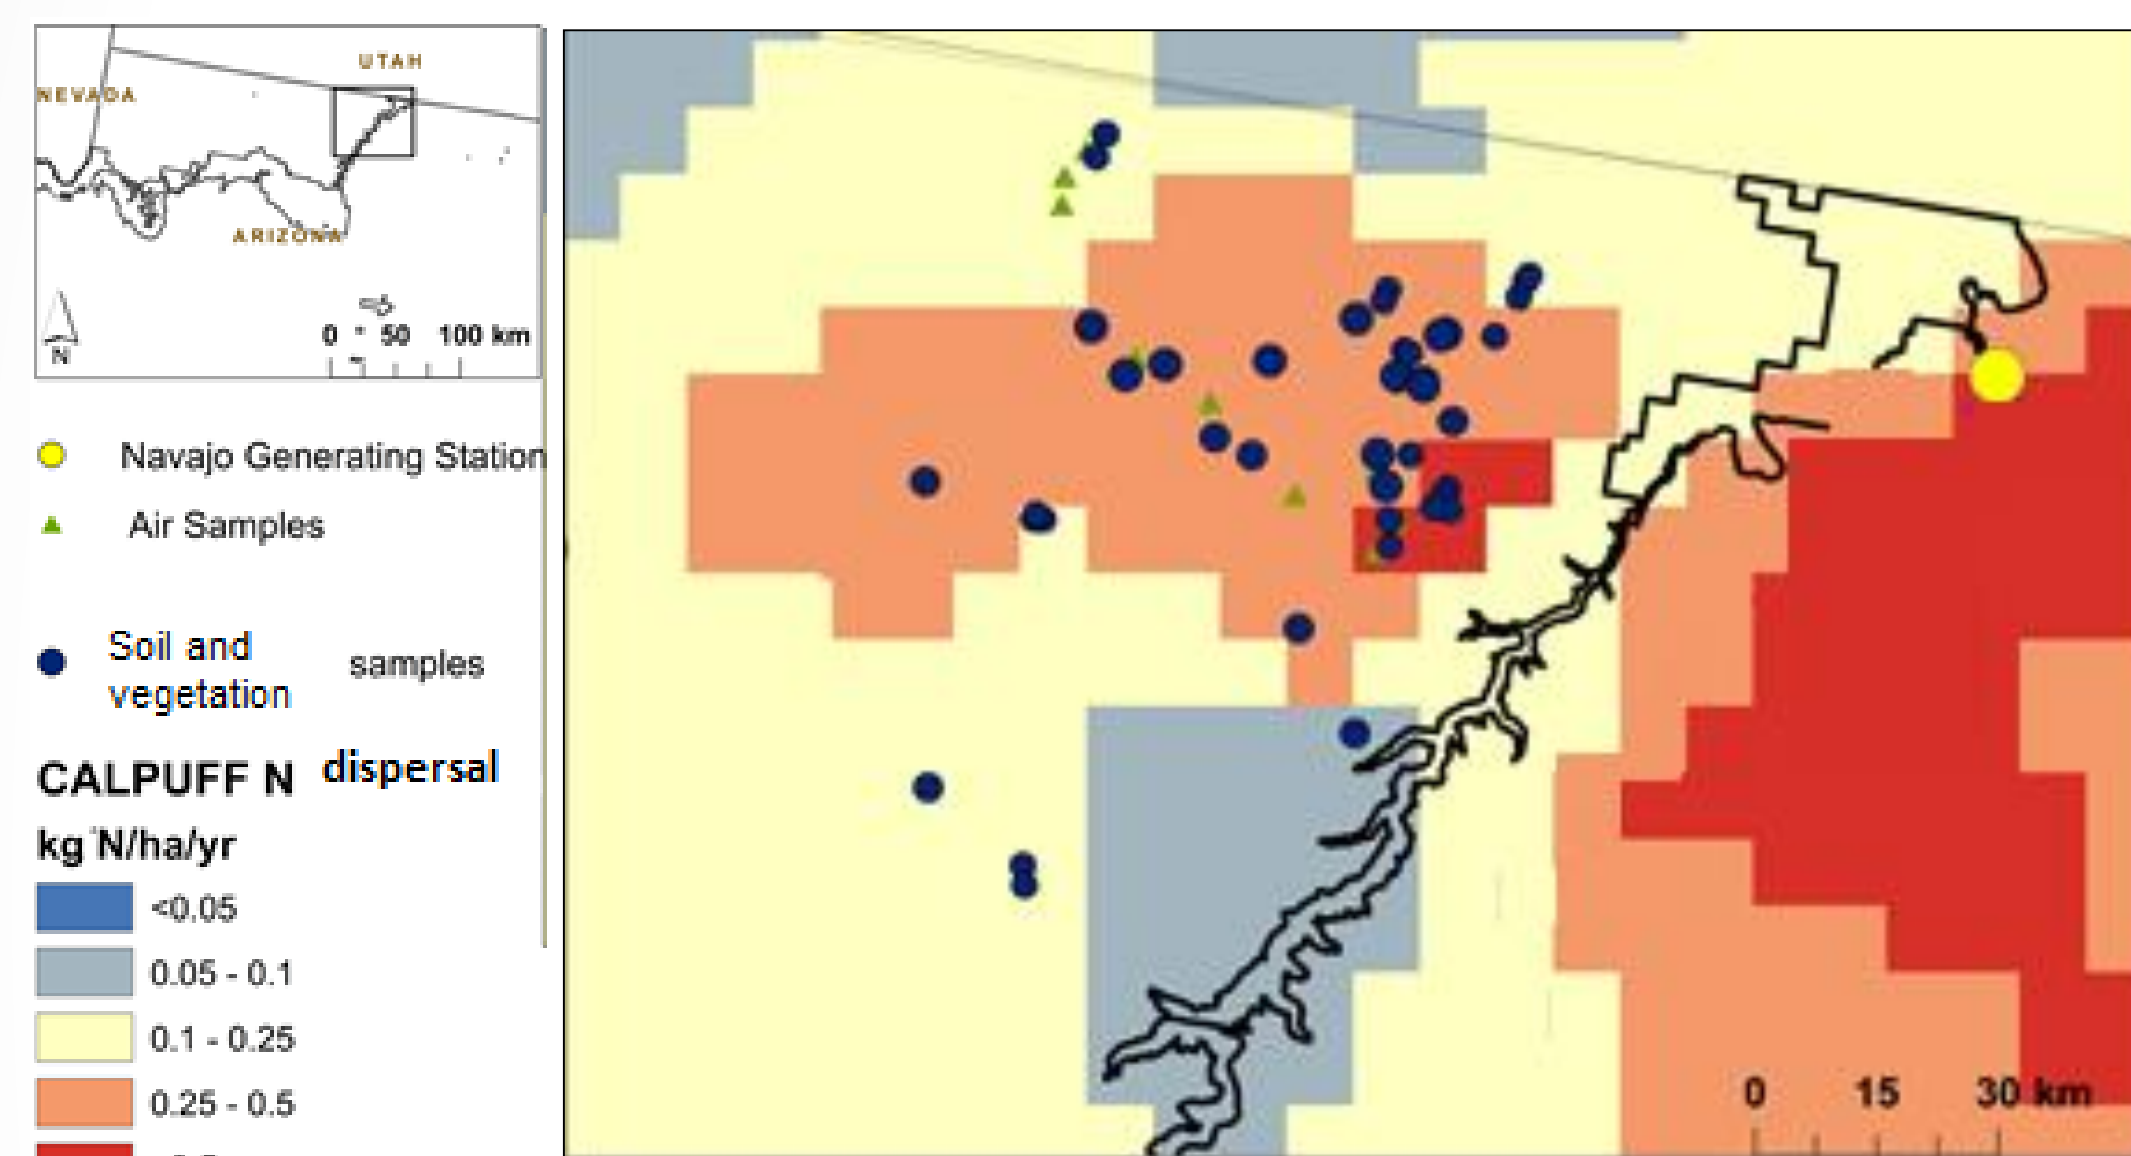 UTAH
NEVADA
ARIZONA
N
0 50 100 km
Navajo Generating Station
Air Samples
Soil and
vegetation samples
CALPUFF N dispersal
kg N/ha/yr
<0.05
0.05 - 0.1
0.1 - 0.25
0.25 - 0.5
0 15 30 km